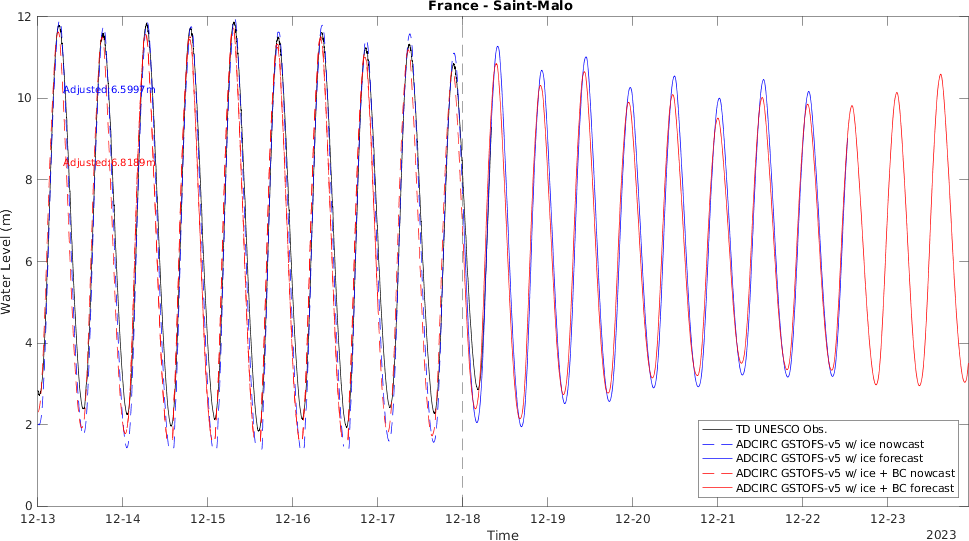 France - Saint-Malo
12
10
8
6
4
2
0
Water Level (m)
Adjusted:6.5997m
Adjusted:6.8189m
TD UNESCO Obs.
ADCIRC GSTOFS-v5 w/ ice nowcast
ADCIRC GSTOFS-v5 w/ ice forecast
ADCIRC GSTOFS-v5 w/ ice + BC nowcast
ADCIRC GSTOFS-v5 w/ ice + BC forecast
12-13 12-14 12-15 12-16 12-17 12-18 12-19 12-20 12-21 12-22 12-23
Time
2023